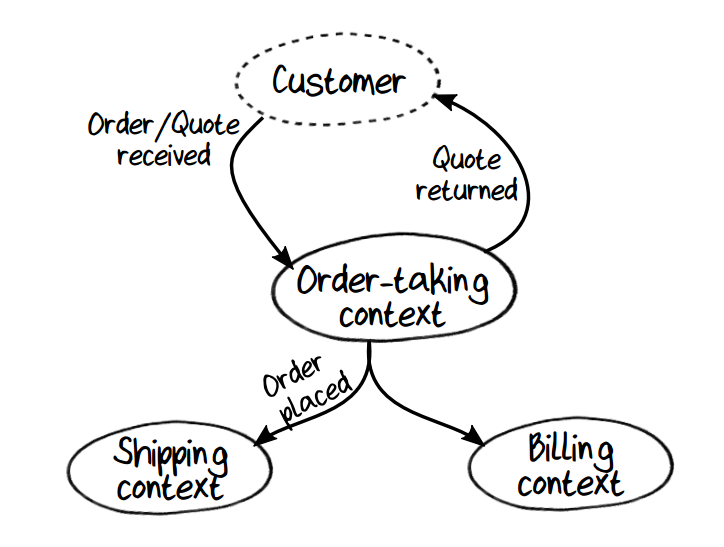 Customer
Order/Quote
received
Quote
returned
Order-taking
context
Order
placed
Shipping
context
Billing
context